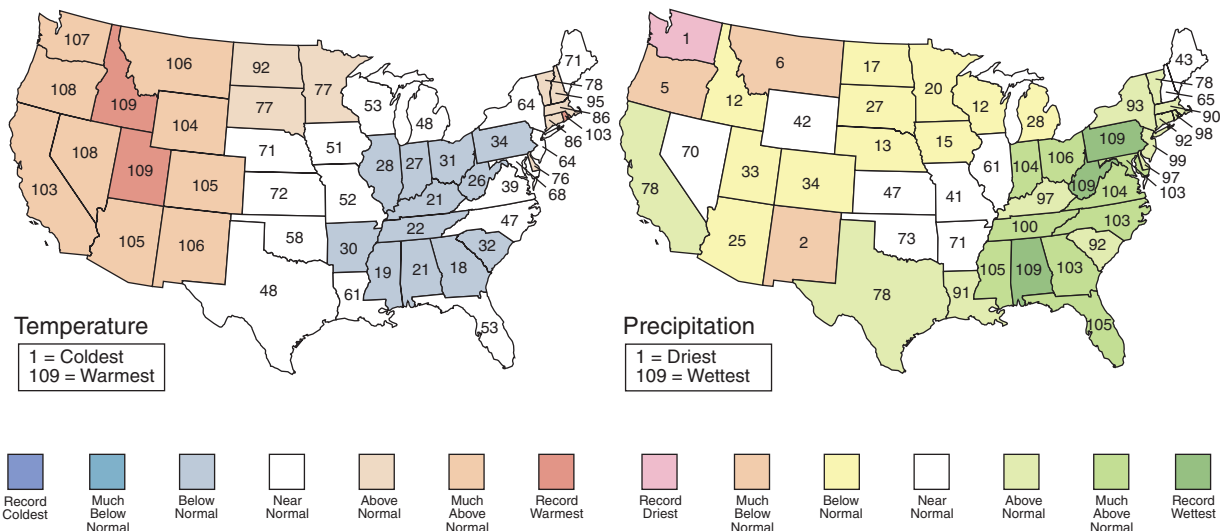 107
106
92
77
71
108
109
77
53
48
64
78
95
86
103
86
104
71
51
34
64
108
109
105
72
52
28
27
31
26
39
76
68
103
21
47
105
106
58
30
22
32
19
21
18
48
61
53
Temperature
1 = Coldest
109 = Warmest
1
6
17
20
43
5
12
27
12
28
93
78
65
90
98
92
42
13
15
109
99
70
33
34
47
41
61
104
106
109
104
97
103
78
97
103
25
2
73
71
100
92
105
109
103
78
91
105
Precipitation
1 = Driest
109 = Wettest
Record
Coldest
Much
Below
Normal
Below
Normal
Near
Normal
Above
Normal
Much
Above
Normal
Record
Warmest
Record
Driest
Much
Below
Normal
Below
Normal
Near
Normal
Above
Normal
Much
Above
Normal
Record
Wettest